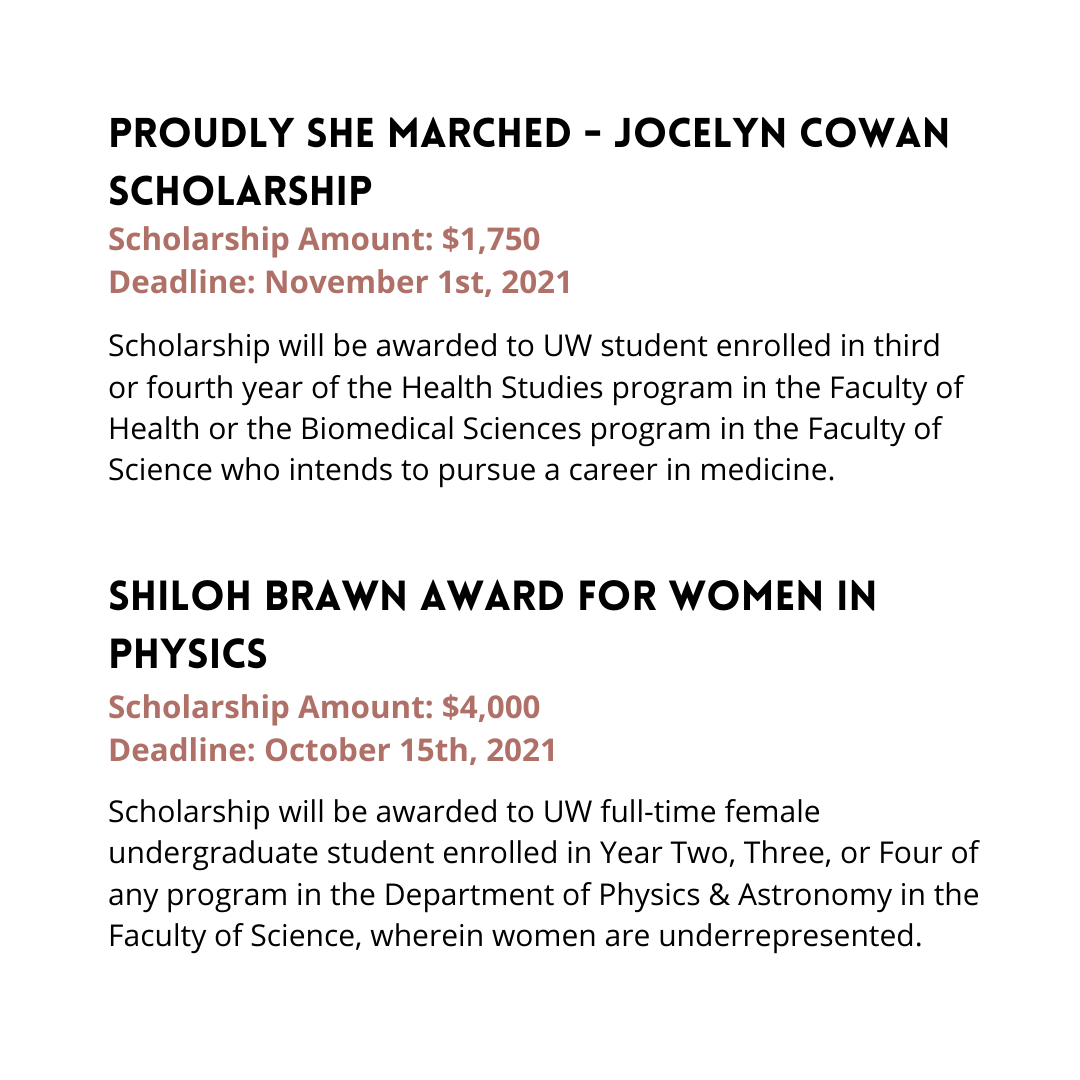 PROUDLY SHE MARCHED - JOCELYN COWAN
SCHOLARSHIP
Scholarship Amount: $1,750
Deadline: November 1st, 2021
Scholarship will be awarded to UW student enrolled in third
or fourth year of the Health Studies program in the Faculty of
Health or the Biomedical Sciences program in the Faculty of
Science who intends to pursue a career in medicine.
SHILOH BRAWN AWARD FOR WOMEN IN
PHYSICS
Scholarship Amount: $4,000
Deadline: October 15th, 2021
Scholarship will be awarded to UW full-time female
undergraduate student enrolled in Year Two, Three, or Four of
any program in the Department of Physics & Astronomy in the
Faculty of Science, wherein women are underrepresented.